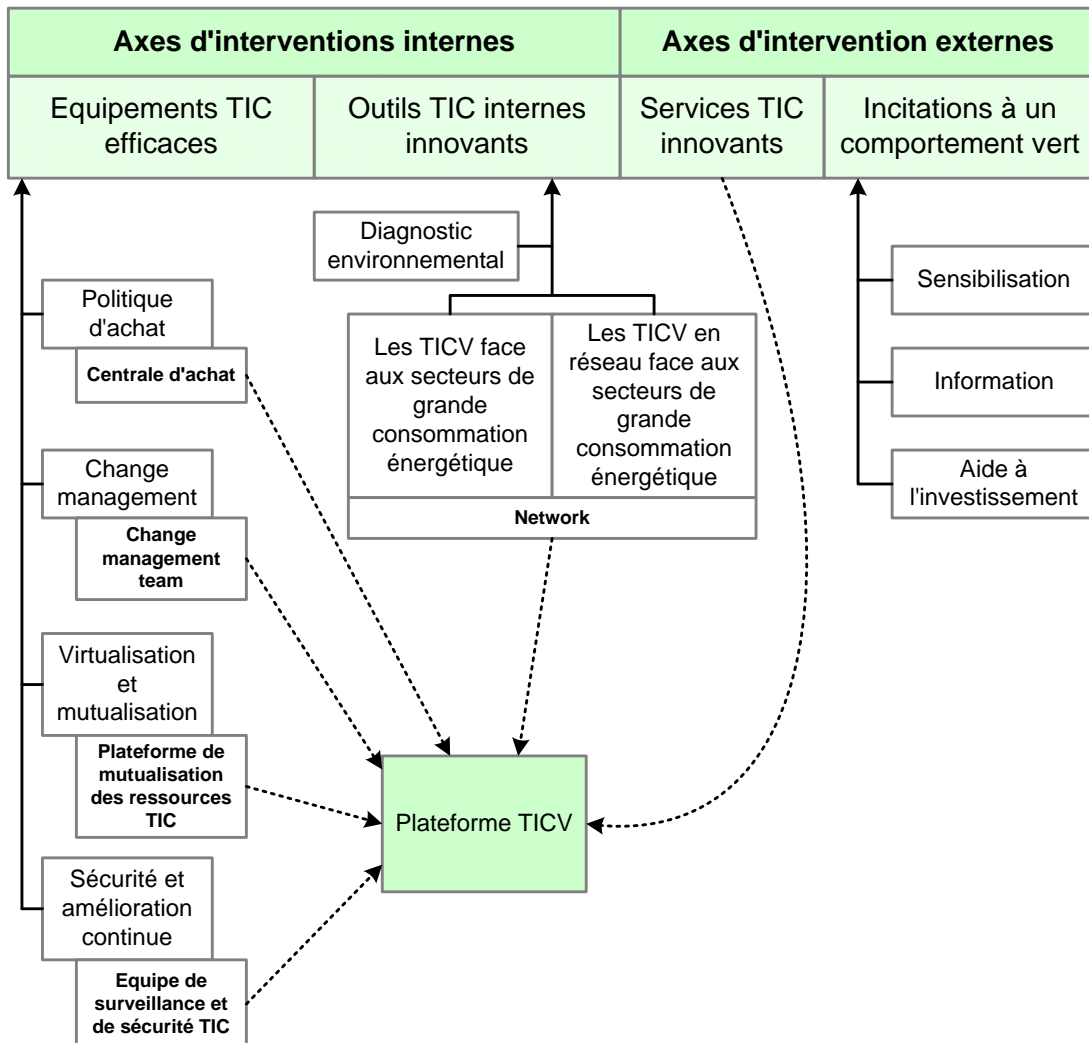 Axes d'interventions internes
Axes d'intervention externes
Equipements TIC
efficaces
Outils TIC internes
innovants
Services TIC
innovants
Incitations à un
comportement vert
Diagnostic
environnemental
Politique
d'achat
Centrale d'achat
Change
management
Change
management
team
Virtualisation
et
mutualisation
Plateforme de
mutualisation
des ressources
TIC
Sécurité et
amélioration
continue
Equipe de
surveillance et
de sécurité TIC
Les TICV face
aux secteurs de
grande
consommation
énergétique
Les TICV en
réseau face aux
secteurs de
grande
consommation
énergétique
Network
Plateforme TICV
Sensibilisation
Information
Aide à
l'investissement